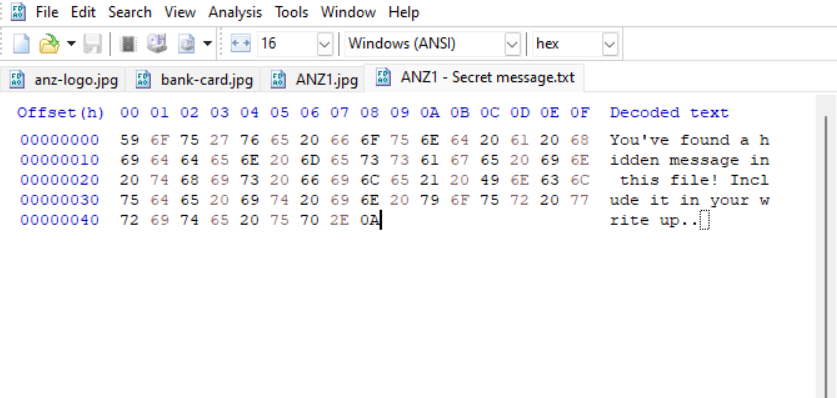 File Edit Search View Analysis Tools Window Help
16 Windows (ANSI) hex
anz-logo.jpg bank-card.jpg ANZ1.jpg ANZ1 - Secret message.txt
Offset(h) 00 01 02 03 04 05 06 07 08 09 0A 0B 0C 0D 0E 0F Decoded text
00000000 59 6F 75 27 76 65 20 66 6F 75 6E 64 20 61 20 68 You've found a h
00000010 69 64 64 65 6E 20 6D 65 73 73 61 67 65 20 69 6E idden message in
00000020 20 74 68 69 73 20 66 69 6C 65 21 20 49 6E 63 6C this file! Incl
00000030 75 64 65 20 69 74 20 69 6E 20 79 6F 75 72 20 77 ude it in your w
00000040 72 69 74 65 20 75 70 2E 0A rite up..